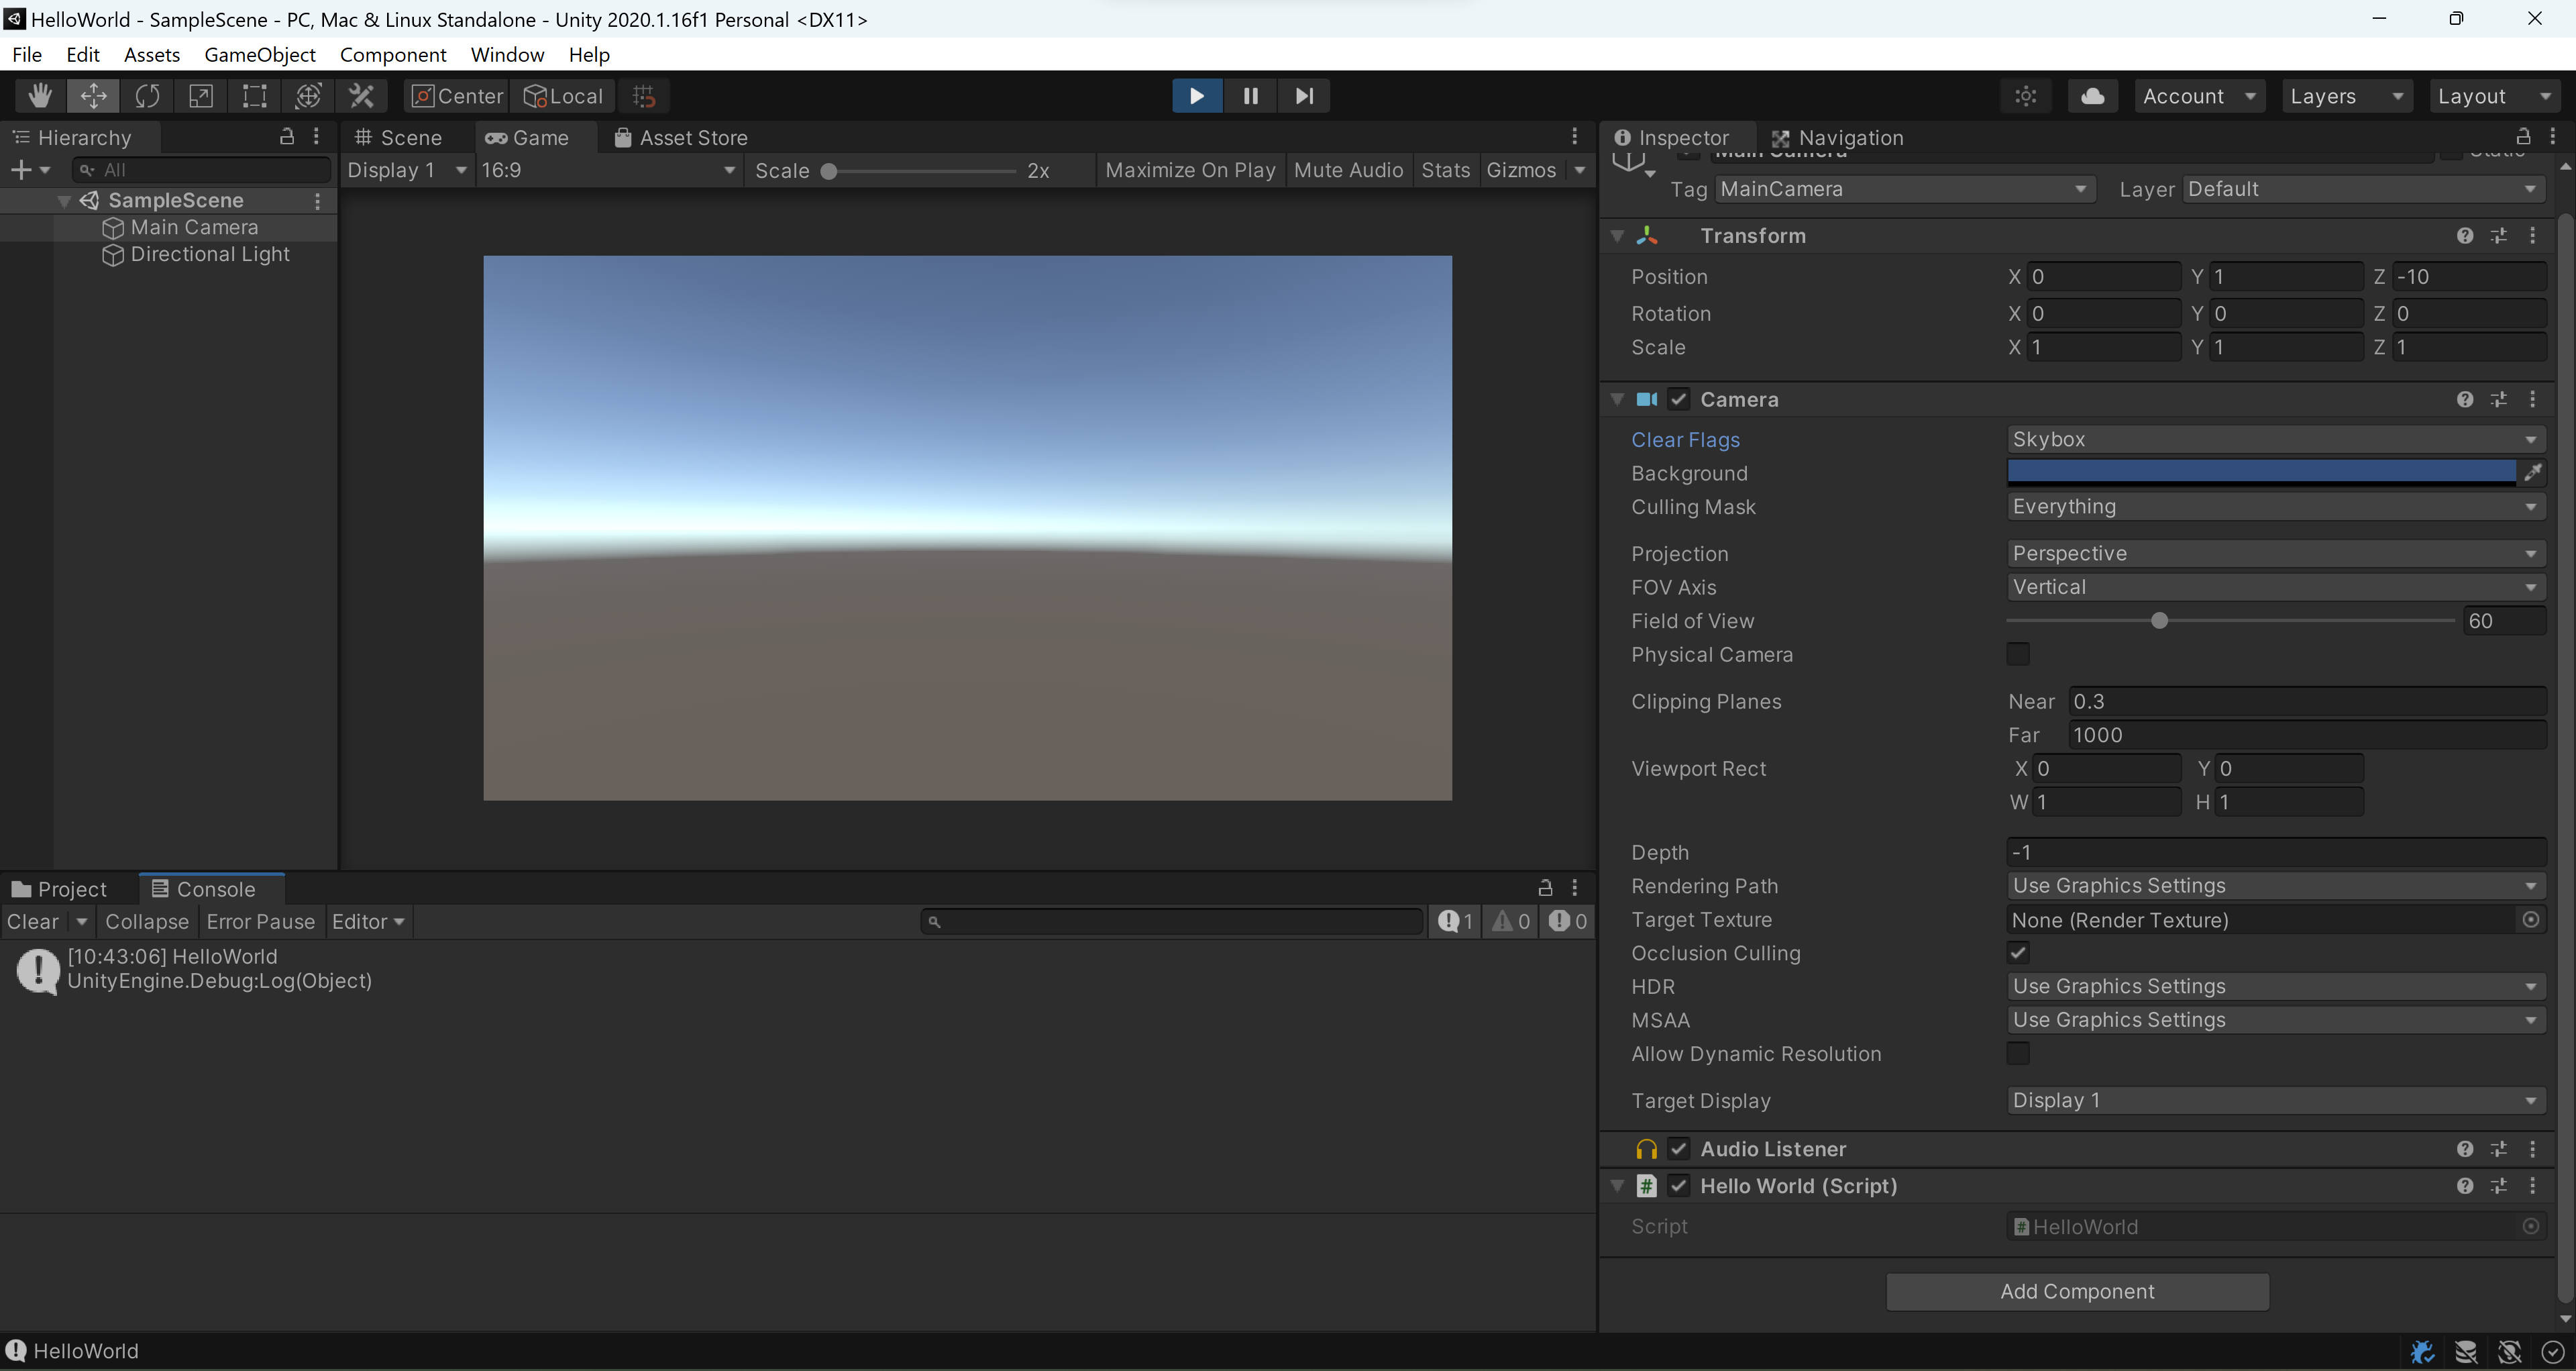 HelloWorld - SampleScene - PC, Mac & Linux Standalone - Unity 2020.1.16f1 Personal <DX11>
File Edit Assets GameObject Component Window Help
Center Local Account Layers Layout
Hierarchy
All
SampleScene
Main Camera
Directional Light
Scene Game Asset Store
Display 1 16:9 Scale 2x Maximize On Play Mute Audio Stats Gizmos
Project Console
Clear Collapse Error Pause Editor 1 0 0
[10:43:06] HelloWorld
UnityEngine.Debug:Log(Object)
Inspector Navigation
Main Camera Static
Tag MainCamera Layer Default
Transform
Position X 0 Y 1 Z -10
Rotation X 0 Y 0 Z 0
Scale X 1 Y 1 Z 1
Camera
Clear Flags Skybox
Background
Culling Mask Everything
Projection Perspective
FOV Axis Vertical
Field of View 60
Physical Camera
Clipping Planes Near 0.3
Far 1000
Viewport Rect X 0 Y 0
W 1 H 1
Depth -1
Rendering Path Use Graphics Settings
Target Texture None (Render Texture)
Occlusion Culling
HDR Use Graphics Settings
MSAA Use Graphics Settings
Allow Dynamic Resolution
Target Display Display 1
Audio Listener
# Hello World (Script)
Script # HelloWorld
Add Component
HelloWorld